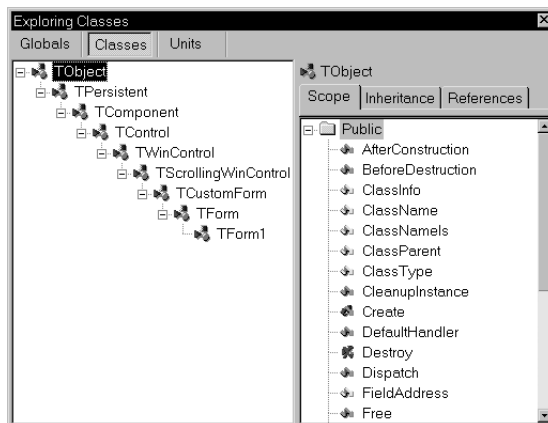 Exploring Classes
Globals Classes Units
TObject
TPersistent
TComponent
TControl
TWinControl
TScrollingWinControl
TCustomForm
TForm
TForm1
TObject
Scope Inheritance References
Public
AfterConstruction
BeforeDestruction
ClassInfo
ClassName
ClassNameIs
ClassParent
ClassType
CleanupInstance
Create
DefaultHandler
Destroy
Dispatch
FieldAddress
Free